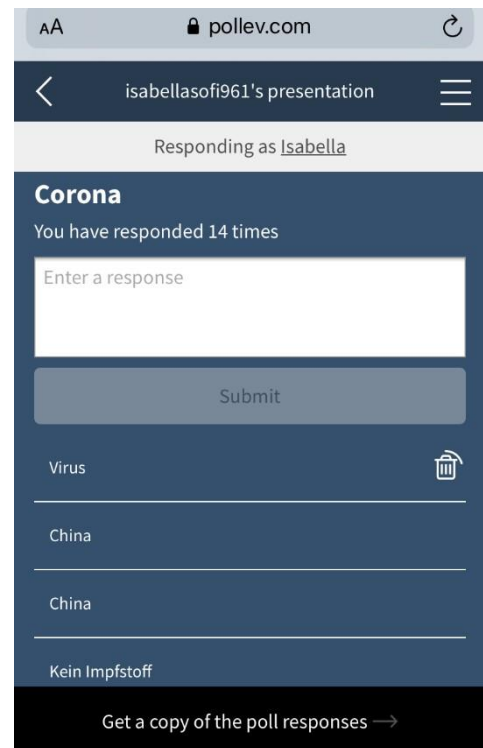 AA pollev.com
isabellasofi961's presentation
Responding as Isabella
Corona
You have responded 14 times
Enter a response
Submit
Virus
China
China
Kein Impfstoff
Get a copy of the poll responses →